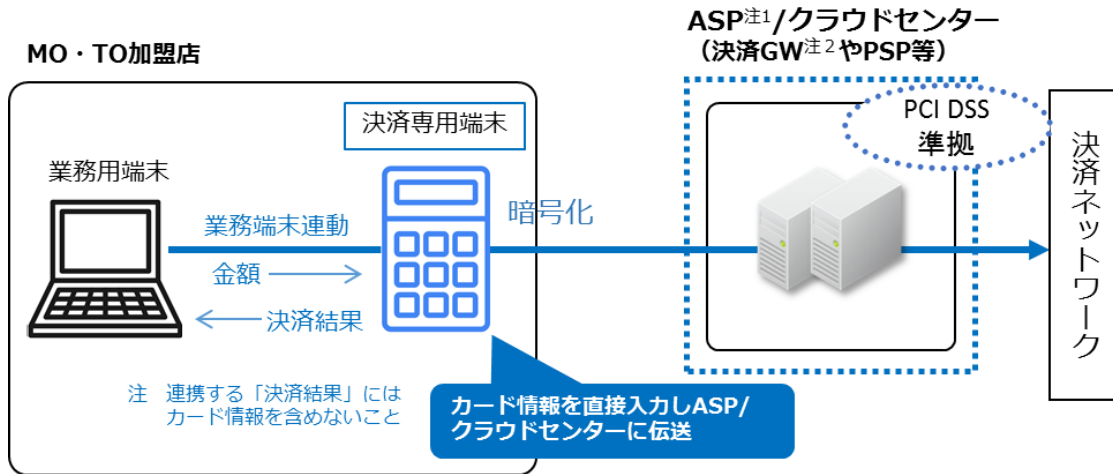 MO・TO加盟店
ASP注1/クラウドセンター
（決済GW注2やPSP等）
PCI DSS
準拠
決済専用端末
業務用端末
業務端末連動
暗号化
金額
決済結果
注　連携する「決済結果」には
カード情報を含めないこと
カード情報を直接入力しASP/
クラウドセンターに伝送
決済ネットワーク